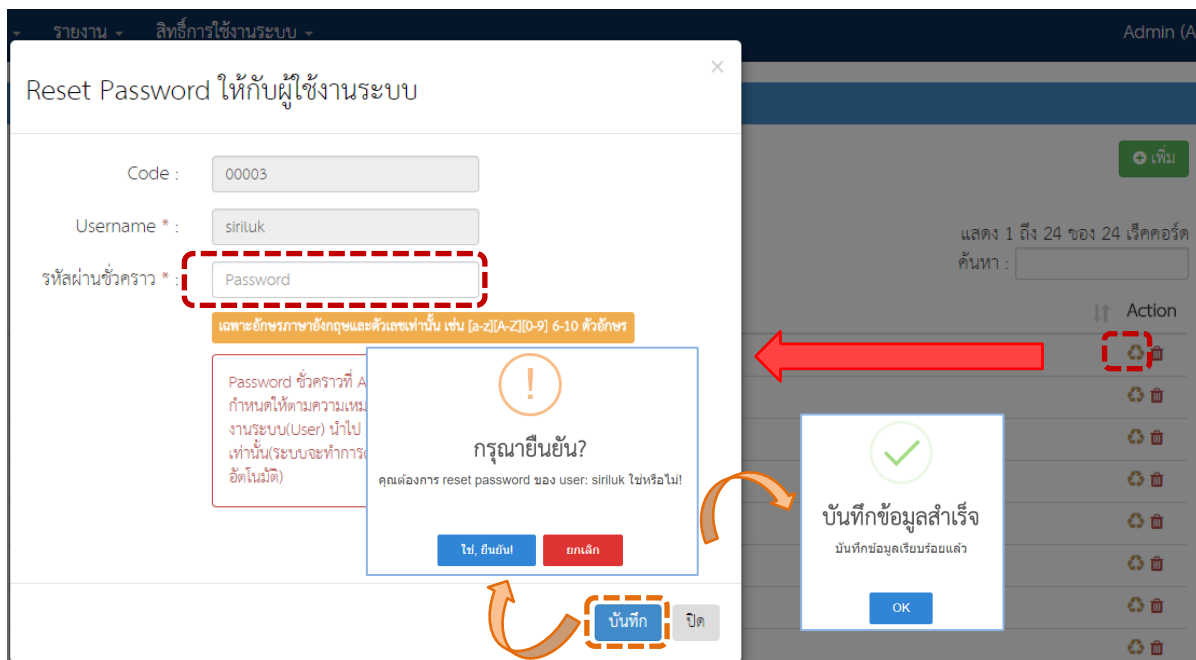 รายงาน สิทธิ์การใช้งานระบบ Admin (A
Reset Password ให้กับผู้ใช้งานระบบ
×
เพิ่ม
Code : 00003
Username * : siriluk
แสดง 1 ถึง 24 ของ 24 เร็คคอร์ด
ค้นหา :
รหัสผ่านชั่วคราว * : Password
เฉพาะอักษรภาษาอังกฤษและตัวเลขเท่านั้น เช่น [a-z][A-Z][0-9] 6-10 ตัวอักษร
Action
Password ชั่วคราวที่ A
กำหนดให้ตามความเหม
งานระบบ(User) นำไป
เท่านั้น(ระบบจะทำการ
อัตโนมัติ)
!
กรุณายืนยัน?
คุณต้องการ reset password ของ user: siriluk ใช่หรือไม่!
ใช่, ยืนยัน! ยกเลิก
บันทึกข้อมูลสำเร็จ
บันทึกข้อมูลเรียบร้อยแล้ว
OK
บันทึก ปิด